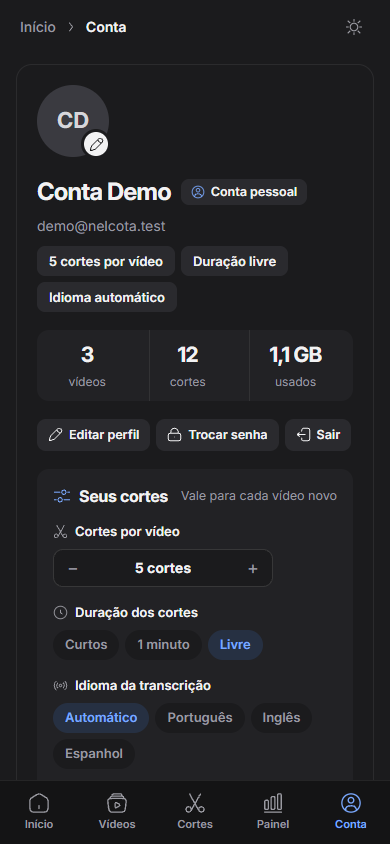 Início > Conta
CD
Conta Demo
Conta pessoal
demo@nelcota.test
5 cortes por vídeo
Duração livre
Idioma automático
3
12
1,1 GB
vídeos
cortes
usados
Editar perfil
Trocar senha
Sair
Seus cortes
Vale para cada vídeo novo
Cortes por vídeo
− 5 cortes +
Duração dos cortes
Curtos
1 minuto
Livre
Idioma da transcrição
Automático
Português
Inglês
Espanhol
Início
Vídeos
Cortes
Painel
Conta